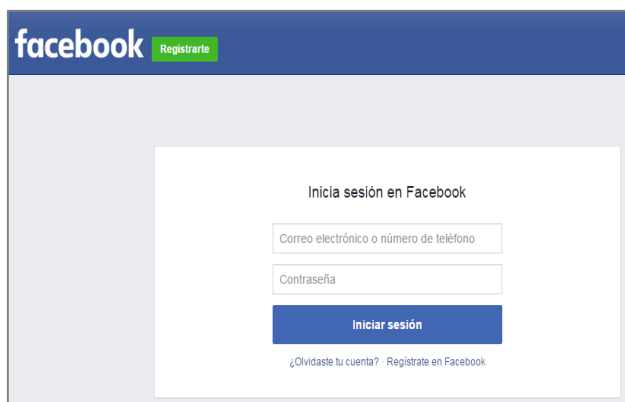 facebook Registrarte
Inicia sesión en Facebook
Correo electrónico o número de teléfono
Contraseña
Iniciar sesión
¿Olvidaste tu cuenta? · Regístrate en Facebook